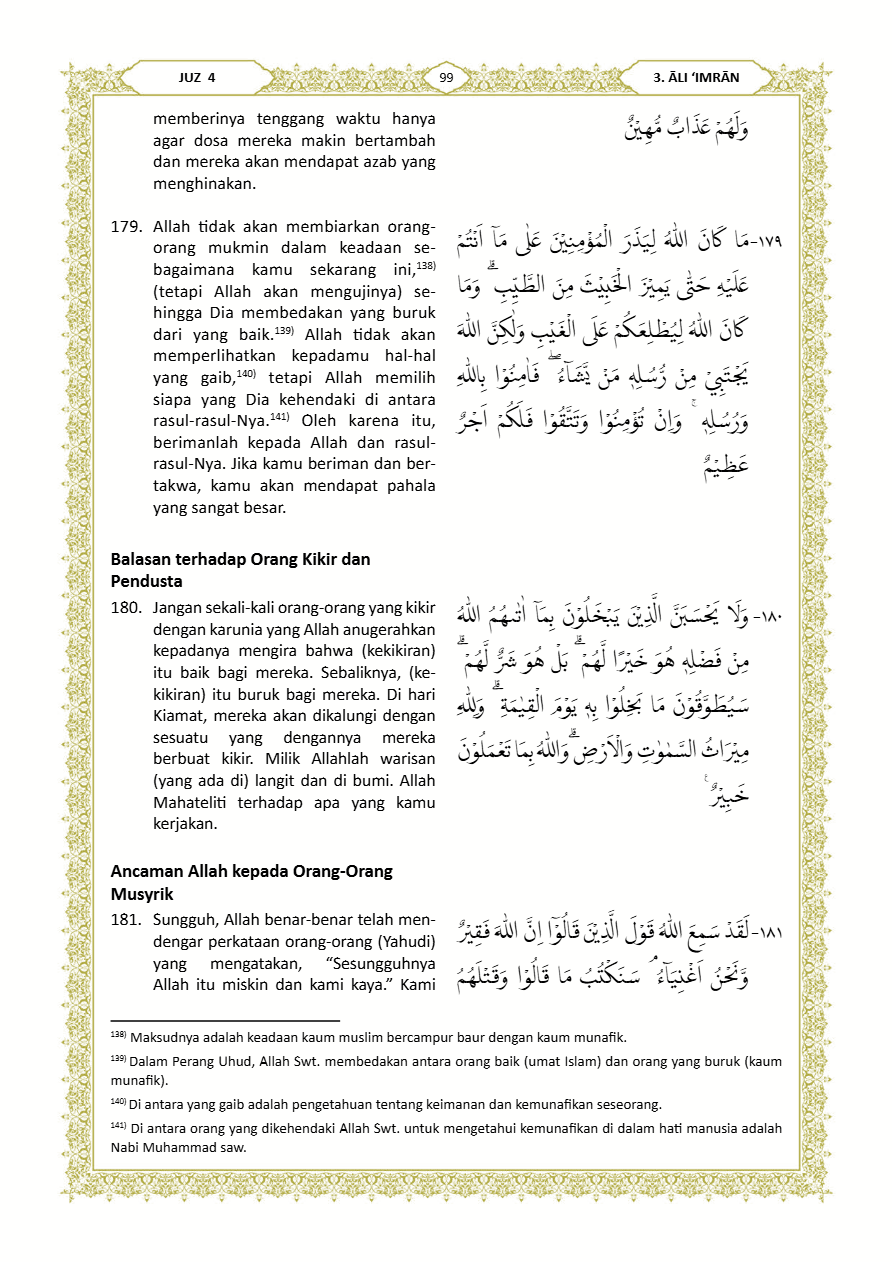 JUZ 4
99
3. ĀLI ‘IMRĀN
memberinya tenggang waktu hanya
agar dosa mereka makin bertambah
dan mereka akan mendapat azab yang
menghinakan.
وَلَهُمْ عَذَابٌ مُّهِيْنٌ
179. Allah tidak akan membiarkan orang-
orang mukmin dalam keadaan se-
bagaimana kamu sekarang ini,138)
(tetapi Allah akan mengujinya) se-
hingga Dia membedakan yang buruk
dari yang baik.139) Allah tidak akan
memperlihatkan kepadamu hal-hal
yang gaib,140) tetapi Allah memilih
siapa yang Dia kehendaki di antara
rasul-rasul-Nya.141) Oleh karena itu,
berimanlah kepada Allah dan rasul-
rasul-Nya. Jika kamu beriman dan ber-
takwa, kamu akan mendapat pahala
yang sangat besar.
١٧٩- مَا كَانَ اللّٰهُ لِيَذَرَ الْمُؤْمِنِيْنَ عَلٰى مَآ اَنْتُمْ
عَلَيْهِ حَتّٰى يَمِيْزَ الْخَبِيْثَ مِنَ الطَّيِّبِ ۗ وَمَا
كَانَ اللّٰهُ لِيُطْلِعَكُمْ عَلَى الْغَيْبِ وَلٰكِنَّ اللّٰهَ
يَجْتَبِيْ مِنْ رُّسُلِهٖ مَنْ يَّشَاۤءُ ۖ فَاٰمِنُوْا بِاللّٰهِ
وَرُسُلِهٖ ۚ وَاِنْ تُؤْمِنُوْا وَتَتَّقُوْا فَلَكُمْ اَجْرٌ
عَظِيْمٌ
Balasan terhadap Orang Kikir dan
Pendusta
180. Jangan sekali-kali orang-orang yang kikir
dengan karunia yang Allah anugerahkan
kepadanya mengira bahwa (kekikiran)
itu baik bagi mereka. Sebaliknya, (ke-
kikiran) itu buruk bagi mereka. Di hari
Kiamat, mereka akan dikalungi dengan
sesuatu yang dengannya mereka
berbuat kikir. Milik Allahlah warisan
(yang ada di) langit dan di bumi. Allah
Mahateliti terhadap apa yang kamu
kerjakan.
١٨٠- وَلَا يَحْسَبَنَّ الَّذِيْنَ يَبْخَلُوْنَ بِمَآ اٰتٰىهُمُ اللّٰهُ
مِنْ فَضْلِهٖ هُوَ خَيْرًا لَّهُمْ ۗ بَلْ هُوَ شَرٌّ لَّهُمْ ۗ
سَيُطَوَّقُوْنَ مَا بَخِلُوْا بِهٖ يَوْمَ الْقِيٰمَةِ ۗ وَلِلّٰهِ
مِيْرَاثُ السَّمٰوٰتِ وَالْاَرْضِۗ وَاللّٰهُ بِمَا تَعْمَلُوْنَ
خَبِيْرٌ ࣖ
Ancaman Allah kepada Orang-Orang
Musyrik
181. Sungguh, Allah benar-benar telah men-
dengar perkataan orang-orang (Yahudi)
yang mengatakan, “Sesungguhnya
Allah itu miskin dan kami kaya.” Kami
١٨١- لَقَدْ سَمِعَ اللّٰهُ قَوْلَ الَّذِيْنَ قَالُوْٓا اِنَّ اللّٰهَ فَقِيْرٌ
وَّنَحْنُ اَغْنِيَاۤءُ ۘ سَنَكْتُبُ مَا قَالُوْا وَقَتْلَهُمُ
138) Maksudnya adalah keadaan kaum muslim bercampur baur dengan kaum munafik.
139) Dalam Perang Uhud, Allah Swt. membedakan antara orang baik (umat Islam) dan orang yang buruk (kaum
munafik).
140) Di antara yang gaib adalah pengetahuan tentang keimanan dan kemunafikan seseorang.
141) Di antara orang yang dikehendaki Allah Swt. untuk mengetahui kemunafikan di dalam hati manusia adalah
Nabi Muhammad saw.